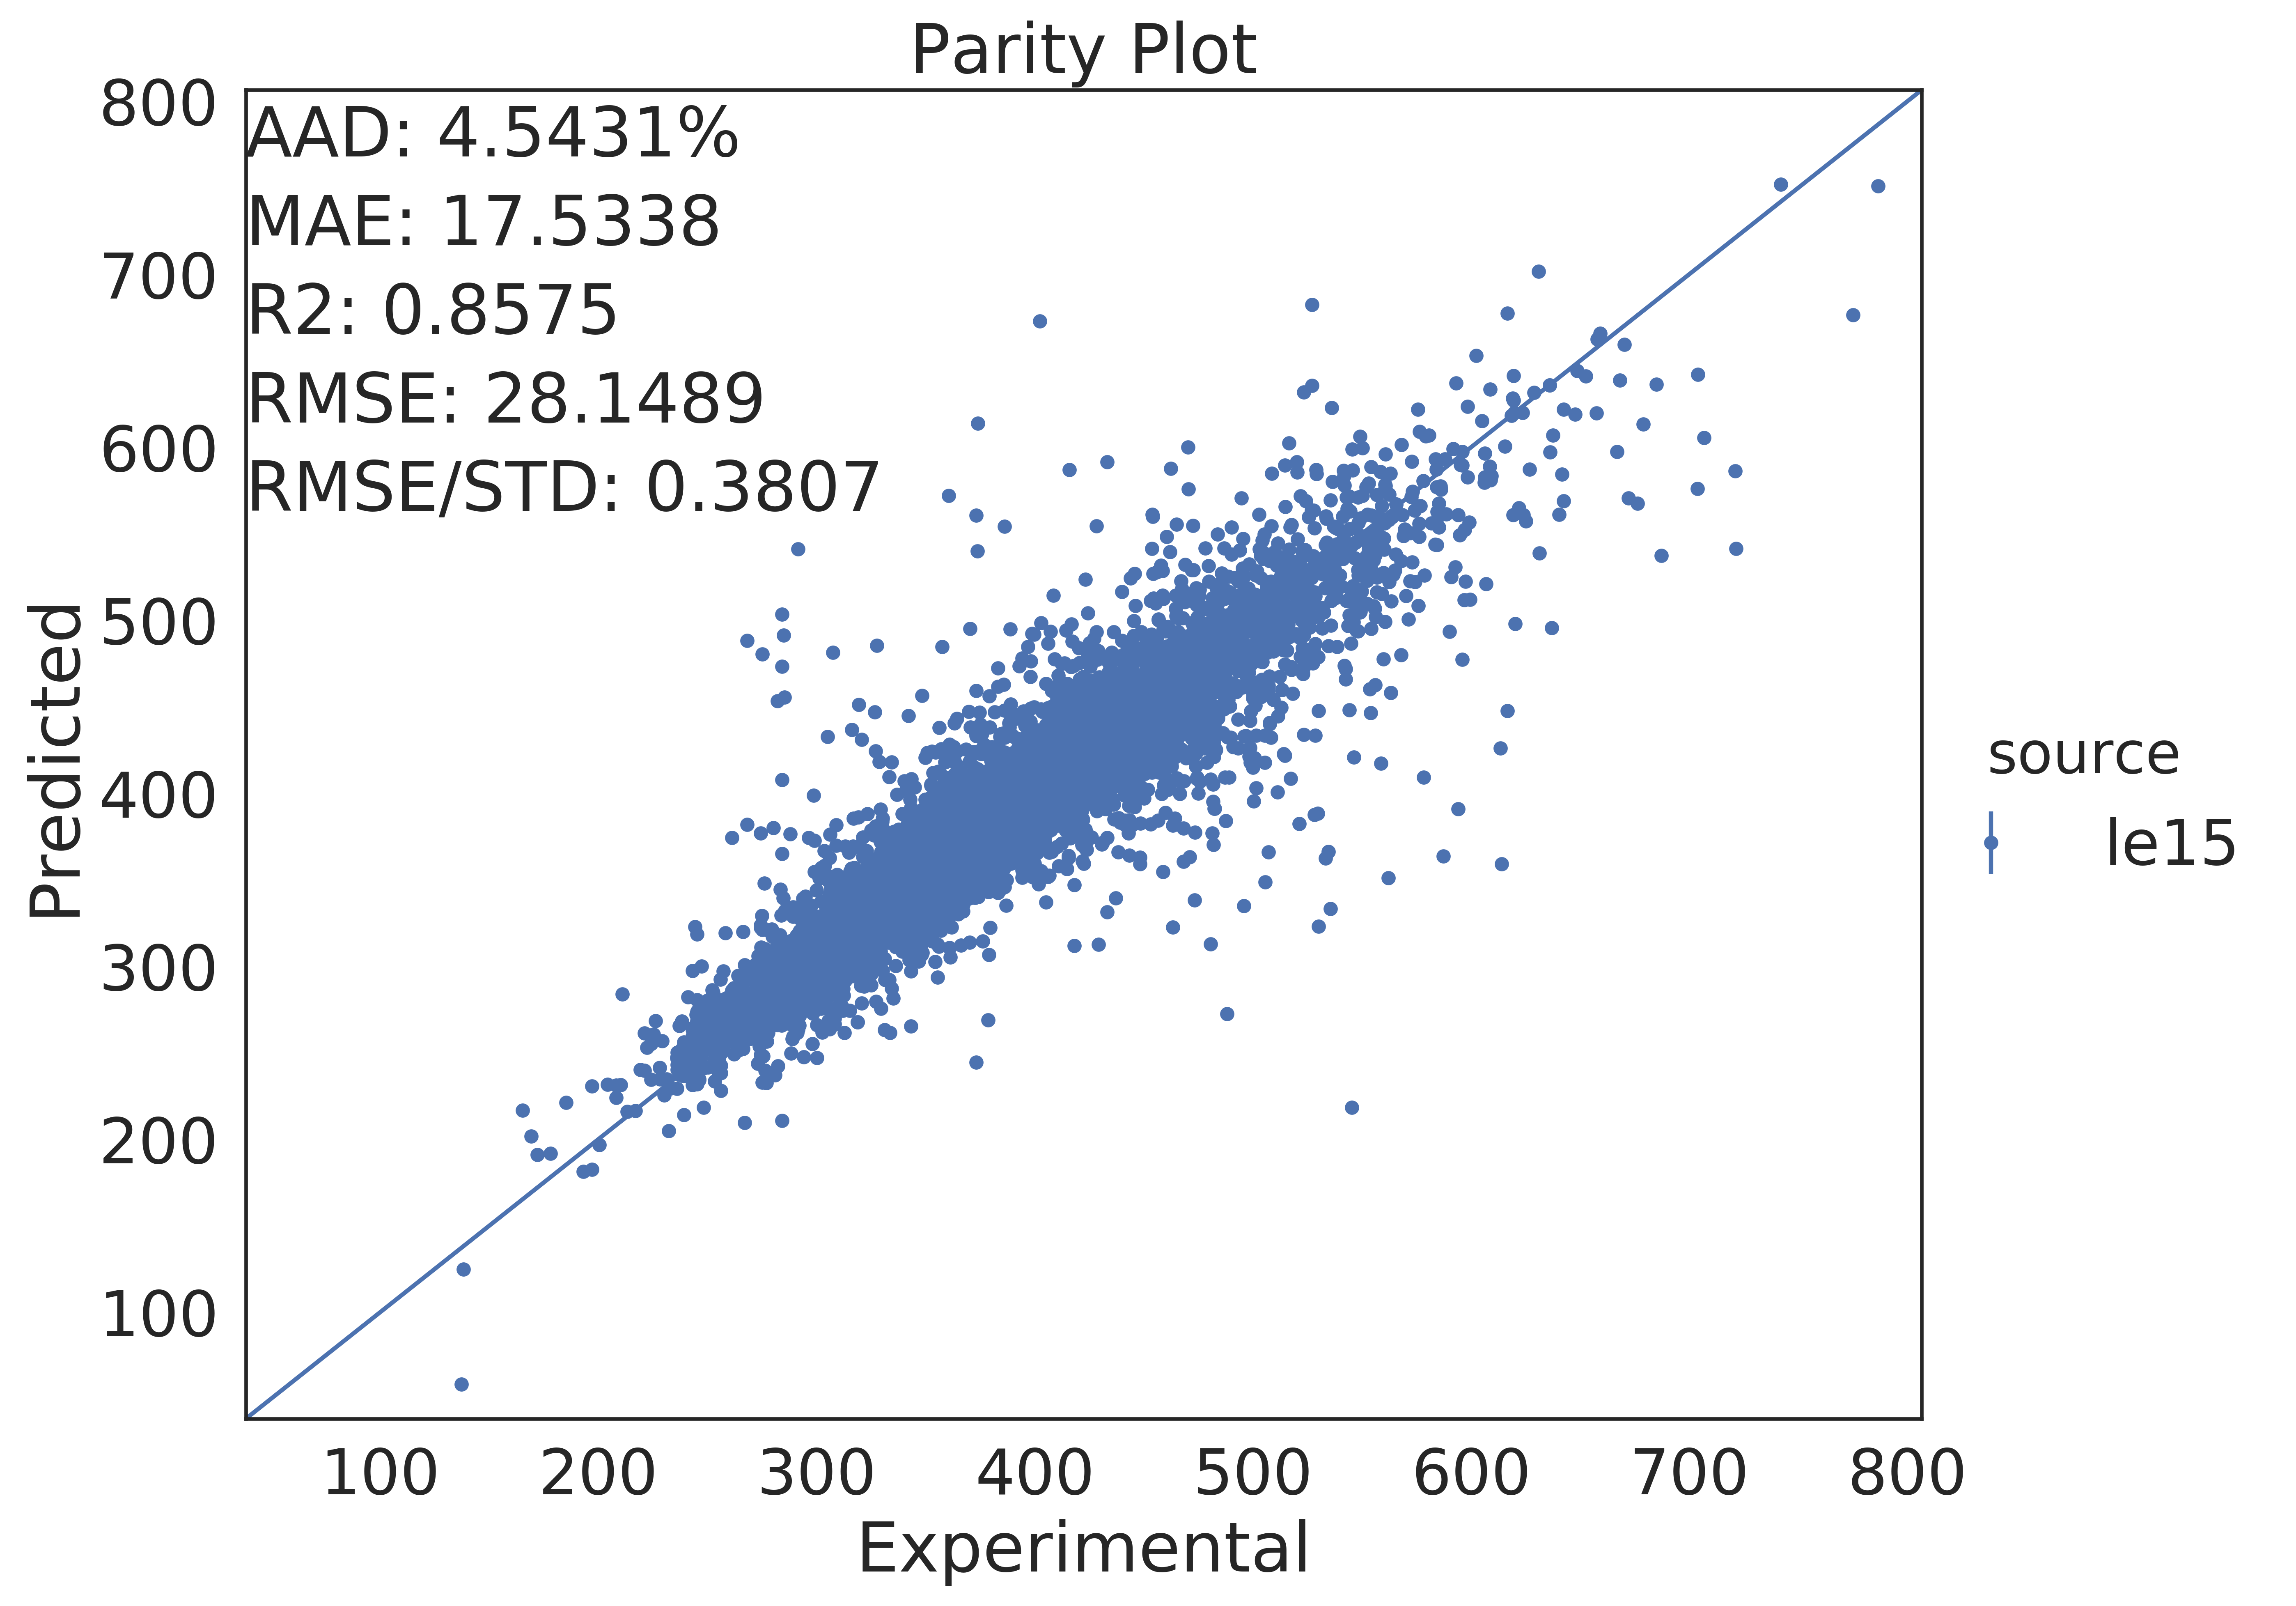 Parity Plot
800
700
600
500
400
300
200
100
Predicted
AAD: 4.5431%
MAE: 17.5338
R2: 0.8575
RMSE: 28.1489
RMSE/STD: 0.3807
100 200 300 400 500 600 700 800
Experimental
source
le15